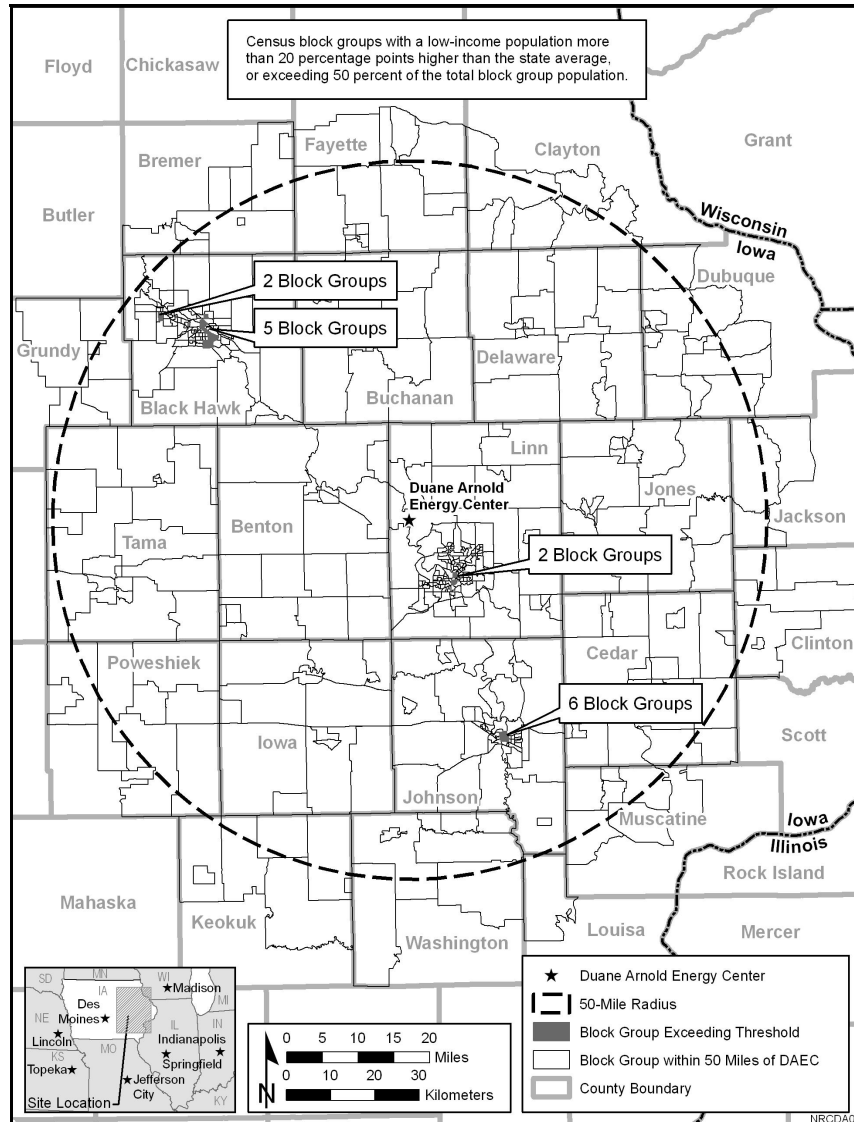 Census block groups with a low-income population more
than 20 percentage points higher than the state average,
or exceeding 50 percent of the total block group population.
Floyd
Chickasaw
Fayette
Clayton
Grant
Bremer
Butler
Wisconsin
Iowa
Dubuque
2 Block Groups
5 Block Groups
Grundy
Delaware
Black Hawk
Buchanan
Linn
Duane Arnold
Energy Center
Jones
Jackson
Benton
Tama
2 Block Groups
Poweshiek
Cedar
Clinton
6 Block Groups
Iowa
Scott
Johnson
Muscatine
Iowa
Illinois
Rock Island
Mahaska
Keokuk
Washington
Louisa
Mercer
SD
MN
WI
Madison
IA
MI
Des
Moines
NE
Lincoln
IL
IN
Indianapolis
KS
MO
Topeka
Springfield
Jefferson
City
KY
Site Location
0 5 10 15 20
Miles
0 10 20 30
Kilometers
N
Duane Arnold Energy Center
50-Mile Radius
Block Group Exceeding Threshold
Block Group within 50 Miles of DAEC
County Boundary
NRCDA0